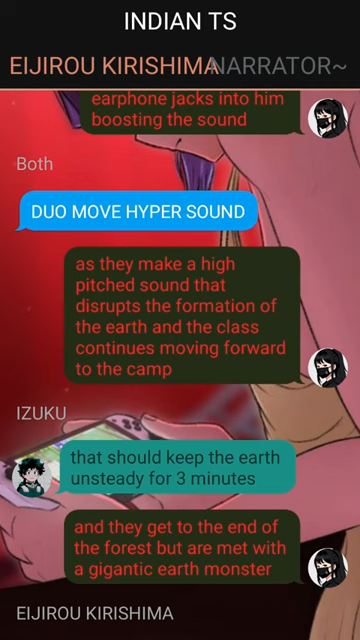 INDIAN TS
EIJIROU KIRISHIMA NARRATOR~
earphone jacks into him
boosting the sound
Both
DUO MOVE HYPER SOUND
as they make a high
pitched sound that
disrupts the formation of
the earth and the class
continues moving forward
to the camp
IZUKU
that should keep the earth
unsteady for 3 minutes
and they get to the end of
the forest but are met with
a gigantic earth monster
EIJIROU KIRISHIMA